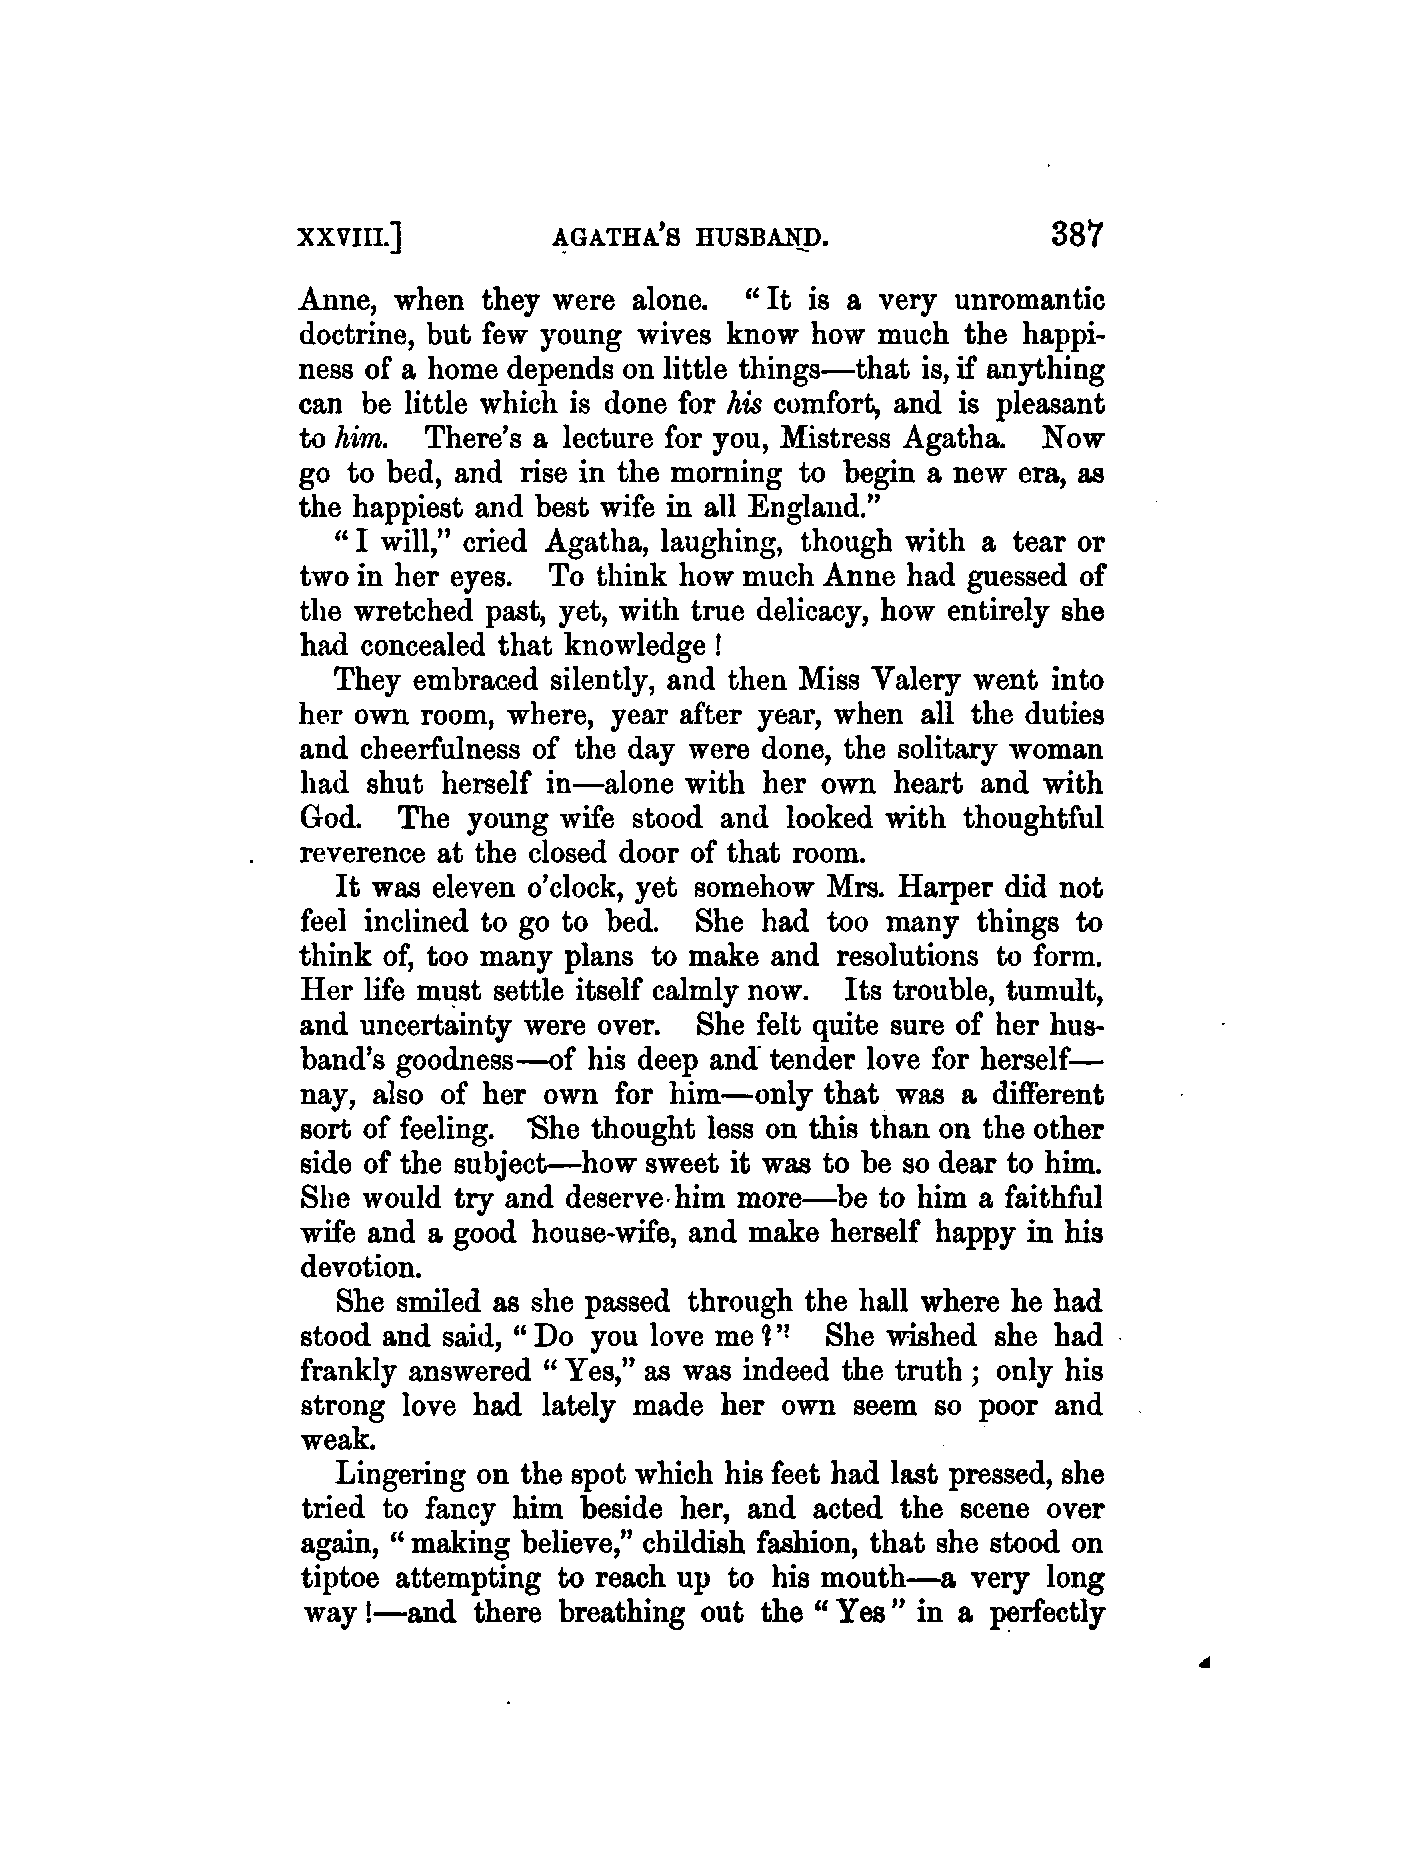 XXVIII.] AGATHA'S HUSBAND. 387
Anne, when they were alone. "It is a very unromantic
doctrine, but few young wives know how much the happi-
ness of a home depends on little things—that is, if anything
can be little which is done for his comfort, and is pleasant
to him. There's a lecture for you, Mistress Agatha. Now
go to bed, and rise in the morning to begin a new era, as
the happiest and best wife in all England."
"I will," cried Agatha, laughing, though with a tear or
two in her eyes. To think how much Anne had guessed of
the wretched past, yet, with true delicacy, how entirely she
had concealed that knowledge!
They embraced silently, and then Miss Valery went into
her own room, where, year after year, when all the duties
and cheerfulness of the day were done, the solitary woman
had shut herself in—alone with her own heart and with
God. The young wife stood and looked with thoughtful
reverence at the closed door of that room.
It was eleven o'clock, yet somehow Mrs. Harper did not
feel inclined to go to bed. She had too many things to
think of, too many plans to make and resolutions to form.
Her life must settle itself calmly now. Its trouble, tumult,
and uncertainty were over. She felt quite sure of her hus-
band's goodness—of his deep and tender love for herself—
nay, also of her own for him—only that was a different
sort of feeling. She thought less on this than on the other
side of the subject—how sweet it was to be so dear to him.
She would try and deserve him more—be to him a faithful
wife and a good house-wife, and make herself happy in his
devotion.
She smiled as she passed through the hall where he had
stood and said, "Do you love me?" She wished she had
frankly answered "Yes," as was indeed the truth; only his
strong love had lately made her own seem so poor and
weak.
Lingering on the spot which his feet had last pressed, she
tried to fancy him beside her, and acted the scene over
again, "making believe," childish fashion, that she stood on
tiptoe attempting to reach up to his mouth—a very long
way!—and there breathing out the "Yes" in a perfectly